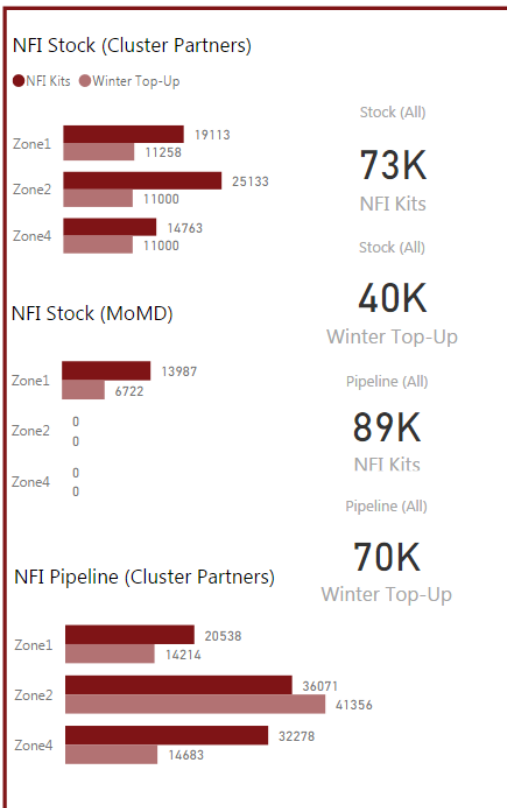 NFI Stock (Cluster Partners)
NFI Kits Winter Top-Up
Zone1
19113
11258
Zone2
25133
11000
Zone4
14763
11000
Stock (All)
73K
NFI Kits
Stock (All)
40K
Winter Top-Up
NFI Stock (MoMD)
Zone1
13987
6722
Zone2
0
0
Zone4
0
0
Pipeline (All)
89K
NFI Kits
Pipeline (All)
70K
Winter Top-Up
NFI Pipeline (Cluster Partners)
Zone1
20538
14214
Zone2
36071
41356
Zone4
32278
14683